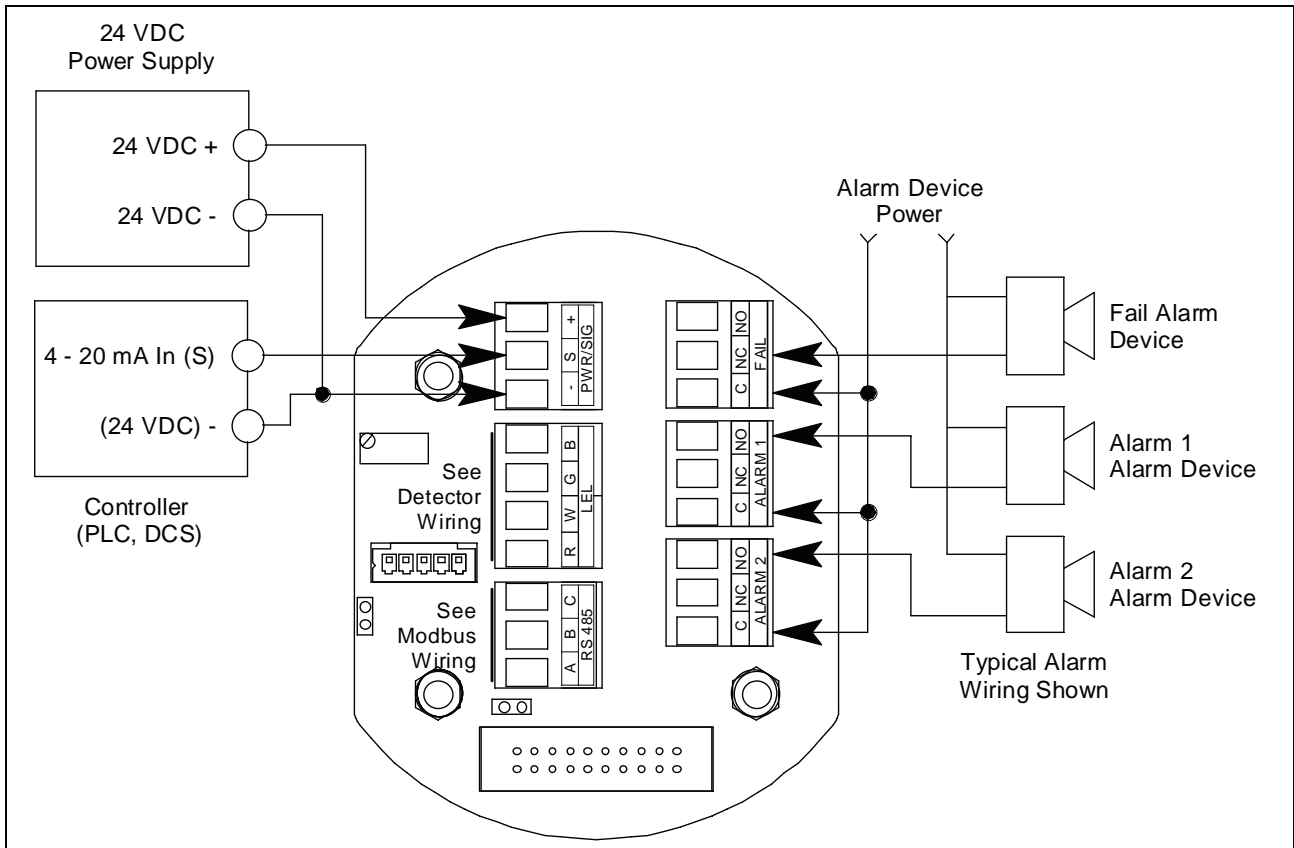 24 VDC
Power Supply
24 VDC +
24 VDC -
4 - 20 mA In (S)
(24 VDC) -
Controller
(PLC, DCS)
- S +
PWR/SIG
See
Detector
Wiring
R W G B
LEL
See
Modbus
Wiring
A B C
RS 485
Alarm Device
Power
C NC NO
FAIL
C NC NO
ALARM 1
C NC NO
ALARM 2
Fail Alarm
Device
Alarm 1
Alarm Device
Alarm 2
Alarm Device
Typical Alarm
Wiring Shown